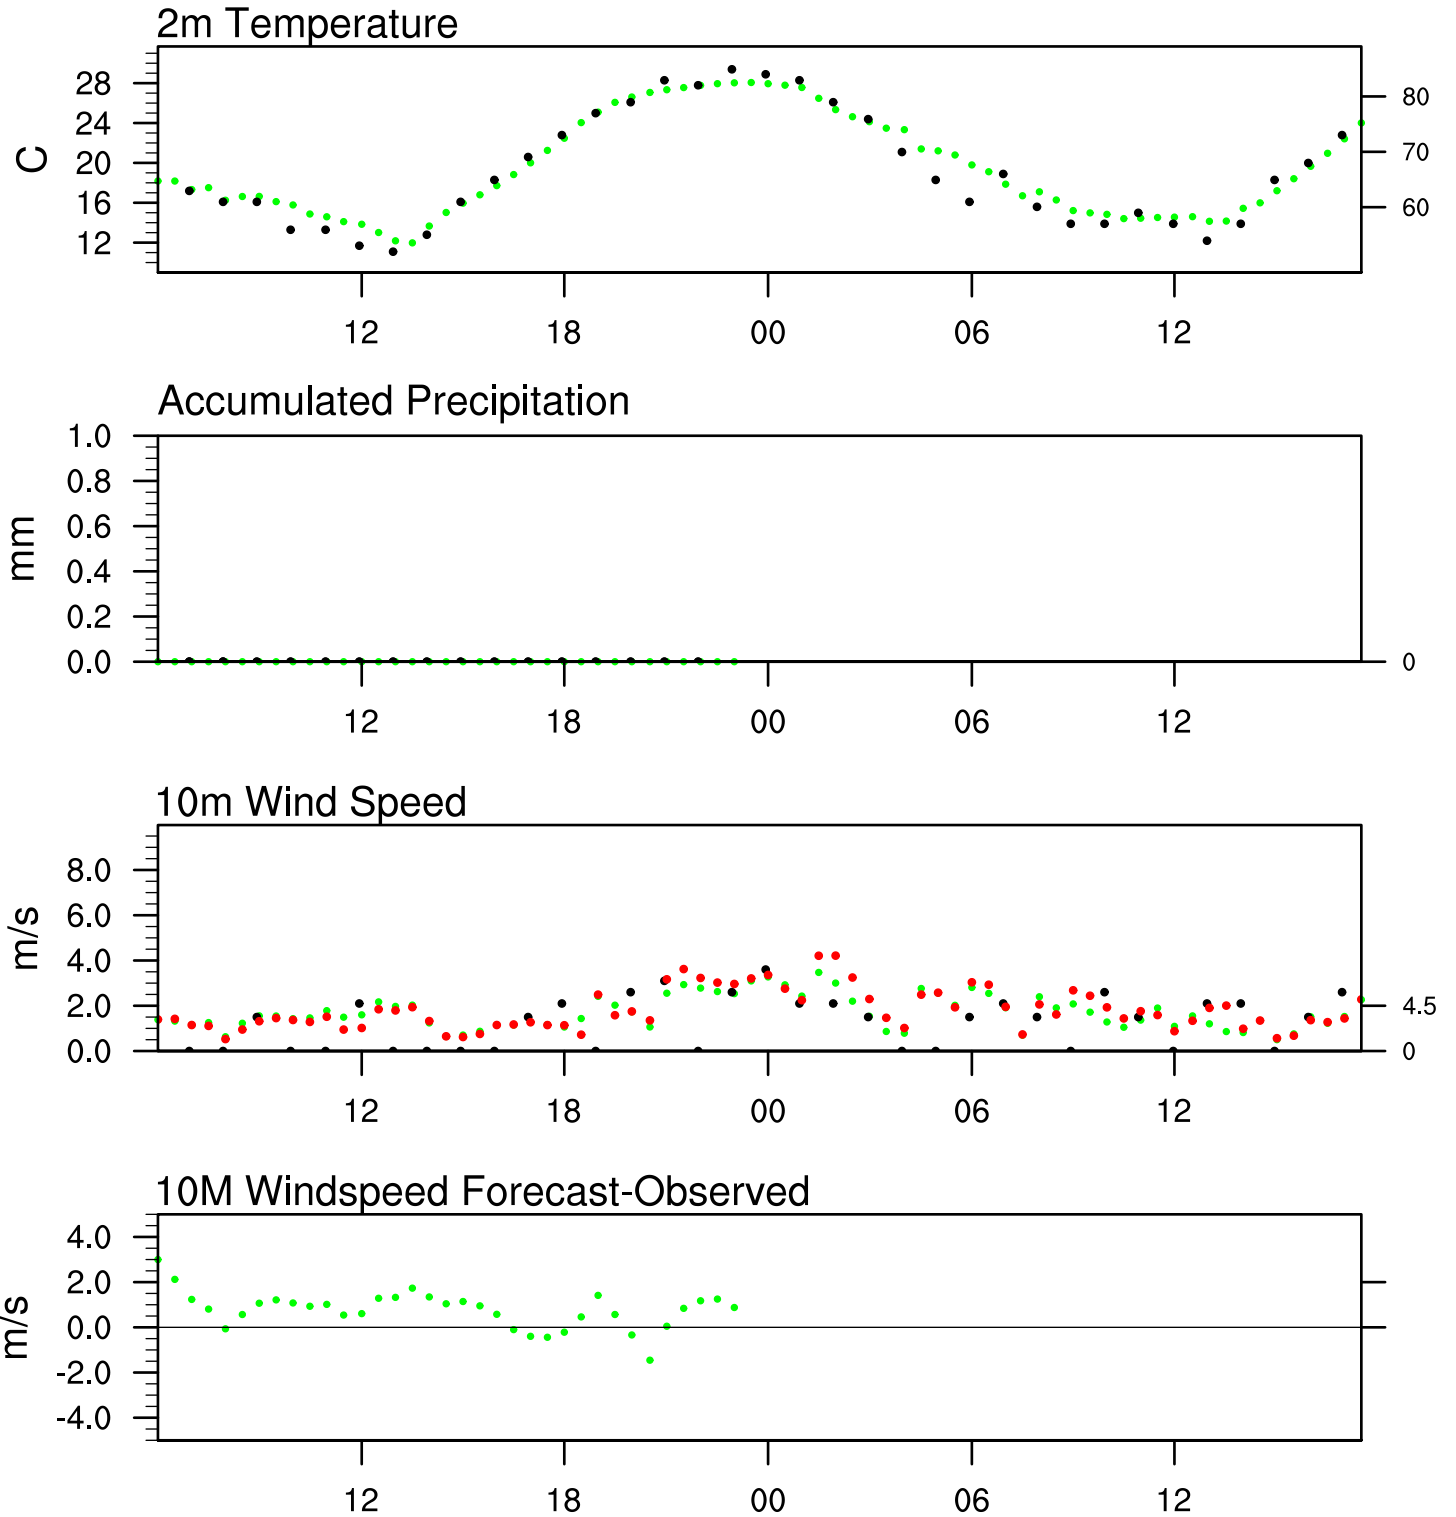 2m Temperature
C
28
24
20
16
12
80
70
60
12 18 00 06 12
Accumulated Precipitation
mm
1.0
0.8
0.6
0.4
0.2
0.0
0
12 18 00 06 12
10m Wind Speed
m/s
8.0
6.0
4.0
2.0
0.0
4.5
0
12 18 00 06 12
10M Windspeed Forecast-Observed
m/s
4.0
2.0
0.0
-2.0
-4.0
12 18 00 06 12